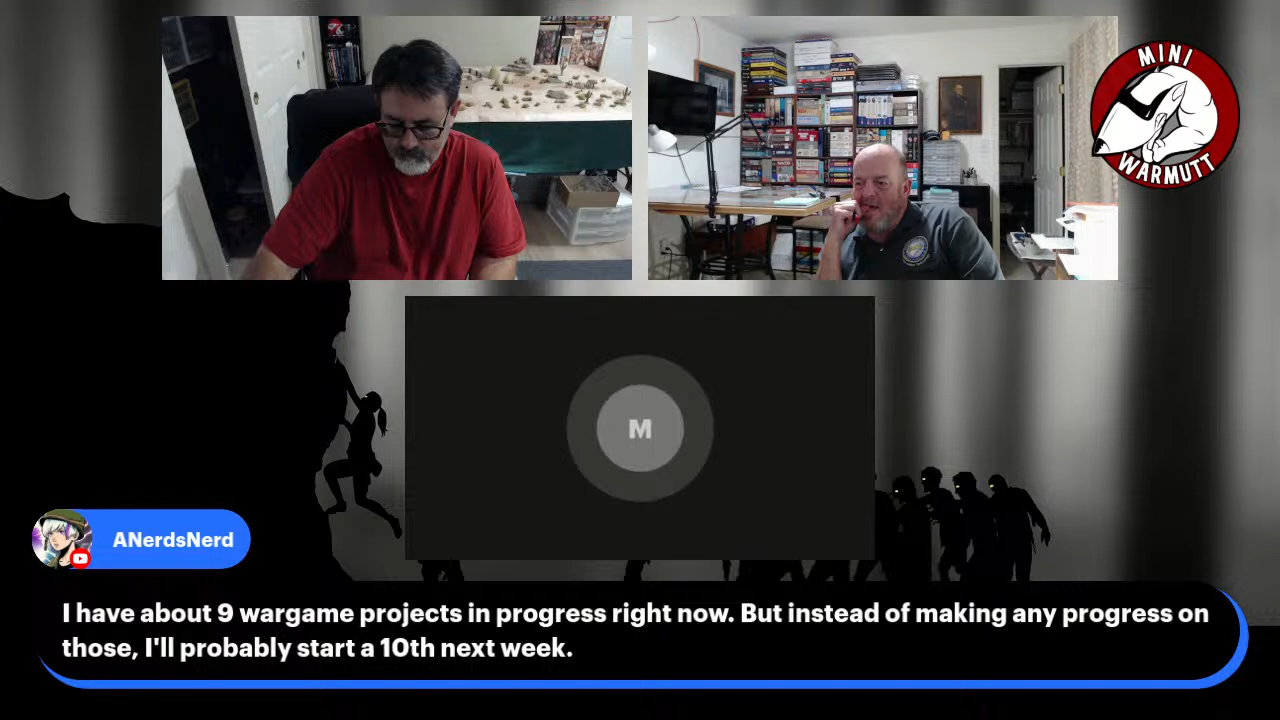 MINI
WARMUTT
M
ANerdsNerd
I have about 9 wargame projects in progress right now. But instead of making any progress on
those, I'll probably start a 10th next week.